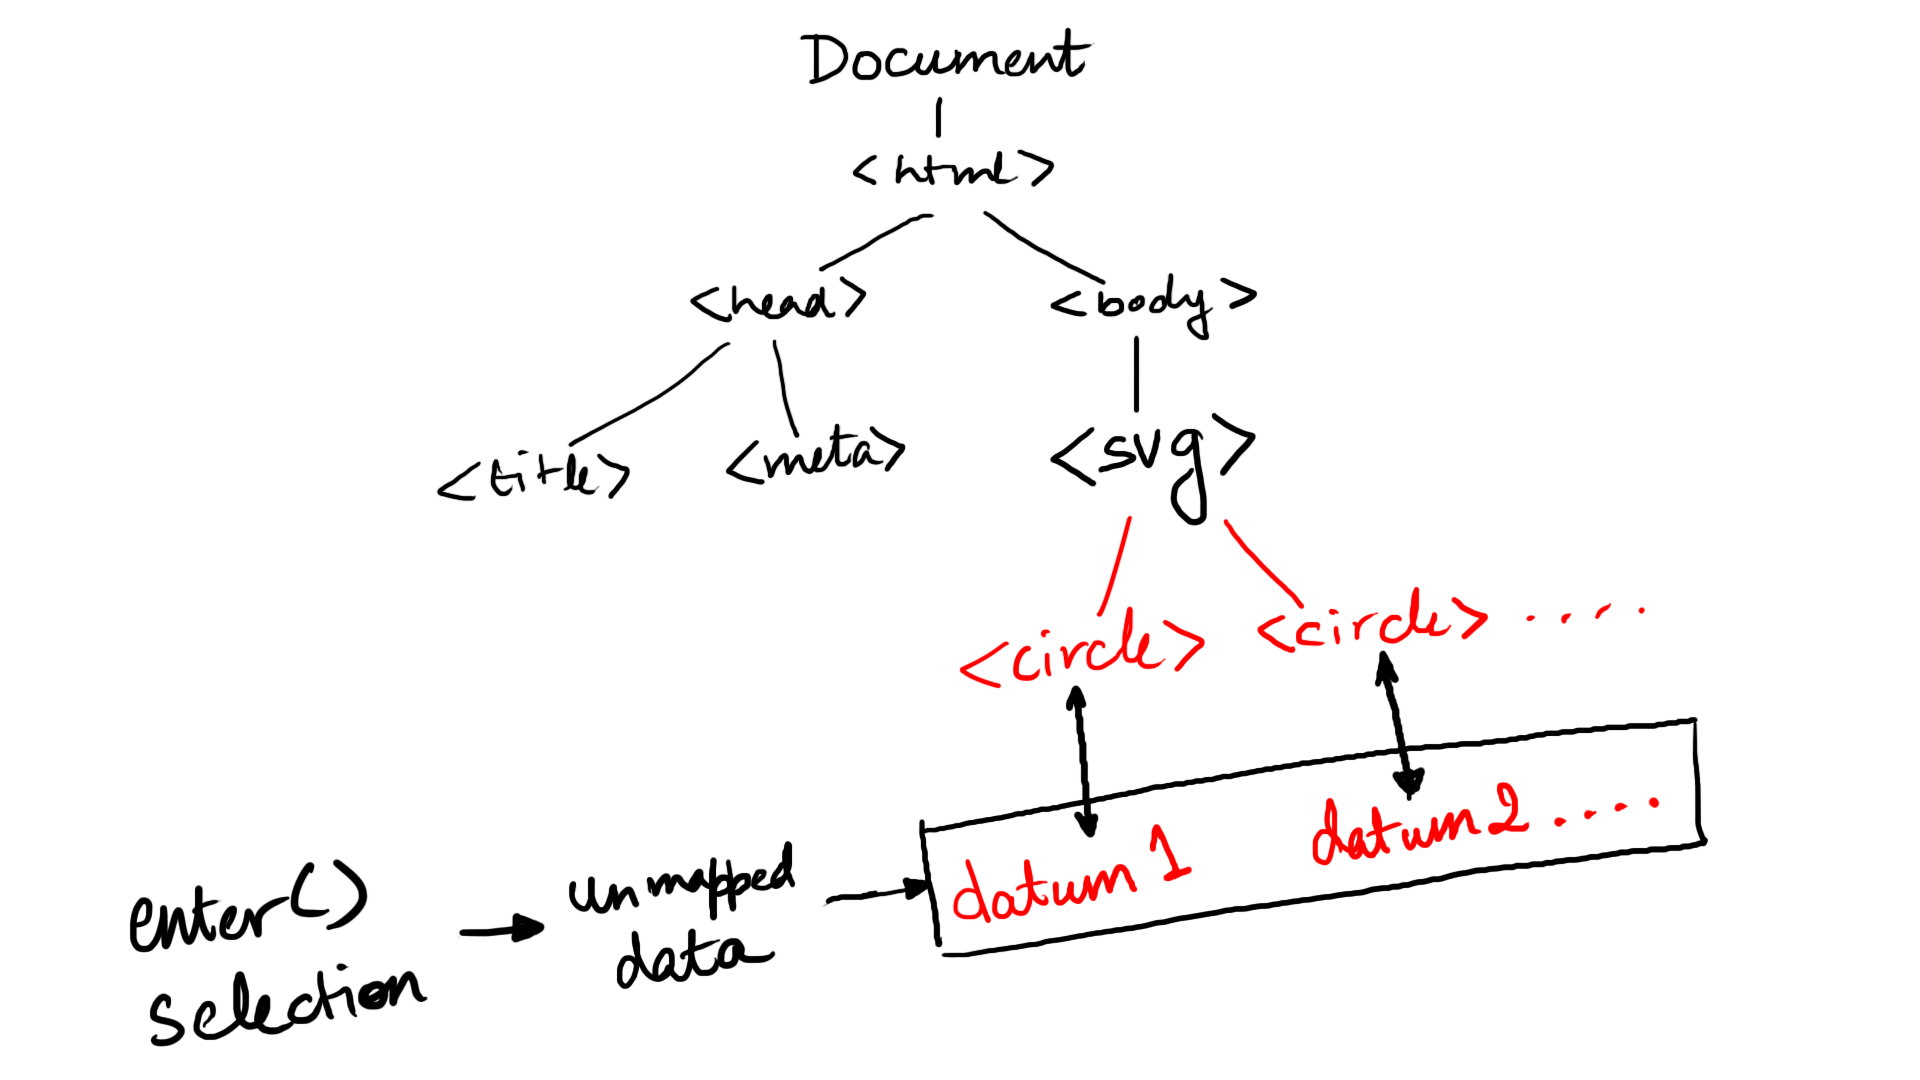 Document
<html>
<head> <body>
<title> <meta> <svg>
<circle> <circle> ....
datum 1 datum 2 ....
enter()
selection
unmapped
data